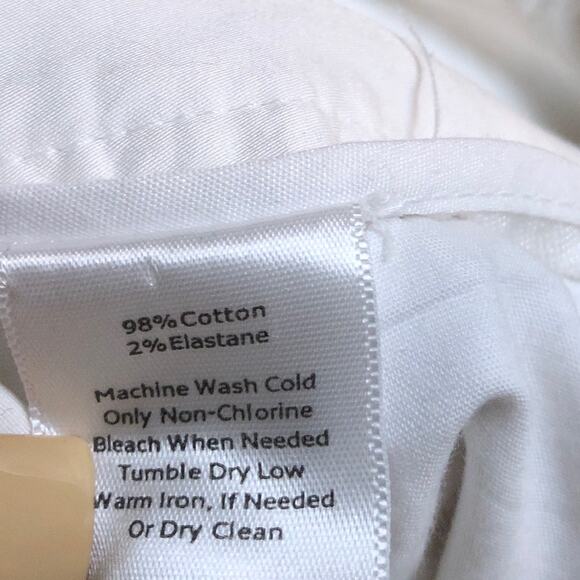 98% Cotton
2% Elastane
Machine Wash Cold
Only Non-Chlorine
Bleach When Needed
Tumble Dry Low
Warm Iron, If Needed
Or Dry Clean